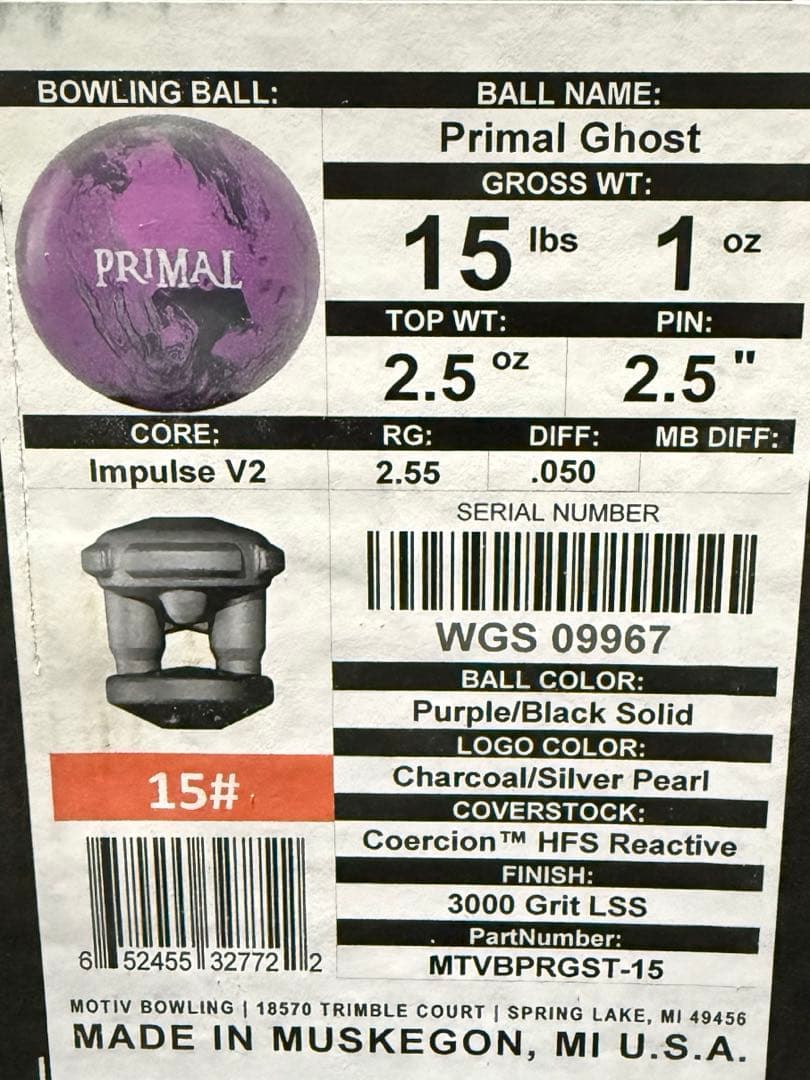 BOWLING BALL:
BALL NAME:
PRIMAL
Primal Ghost
GROSS WT:
15 lbs 1 oz
TOP WT: PIN:
2.5 oz 2.5 "
CORE: RG: DIFF: MB DIFF:
Impulse V2 2.55 .050
SERIAL NUMBER
WGS 09967
BALL COLOR:
Purple/Black Solid
LOGO COLOR:
Charcoal/Silver Pearl
15#
COVERSTOCK:
Coercion™ HFS Reactive
FINISH:
3000 Grit LSS
PartNumber:
MTVBPRGST-15
6 52455 32772 2
MOTIV BOWLING | 18570 TRIMBLE COURT | SPRING LAKE, MI 49456
MADE IN MUSKEGON, MI U.S.A.